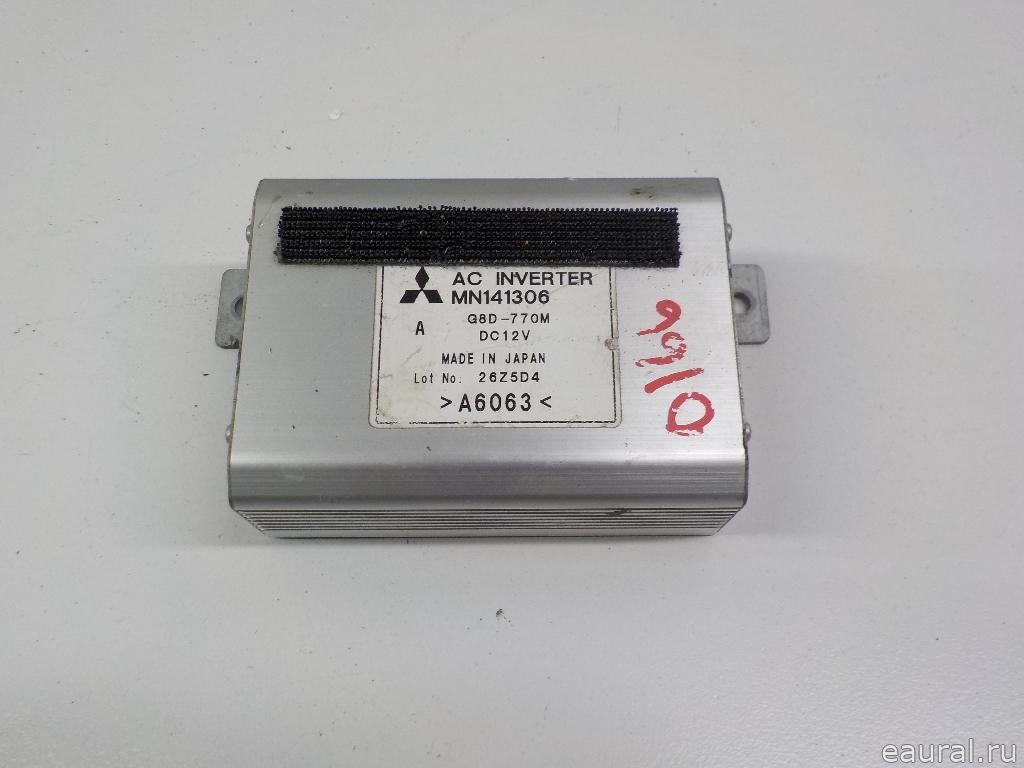 AC INVERTER
MN141306
A
G8D-770M
DC12V
MADE IN JAPAN
Lot No. 26Z5D4
>A6063<
eaural.ru